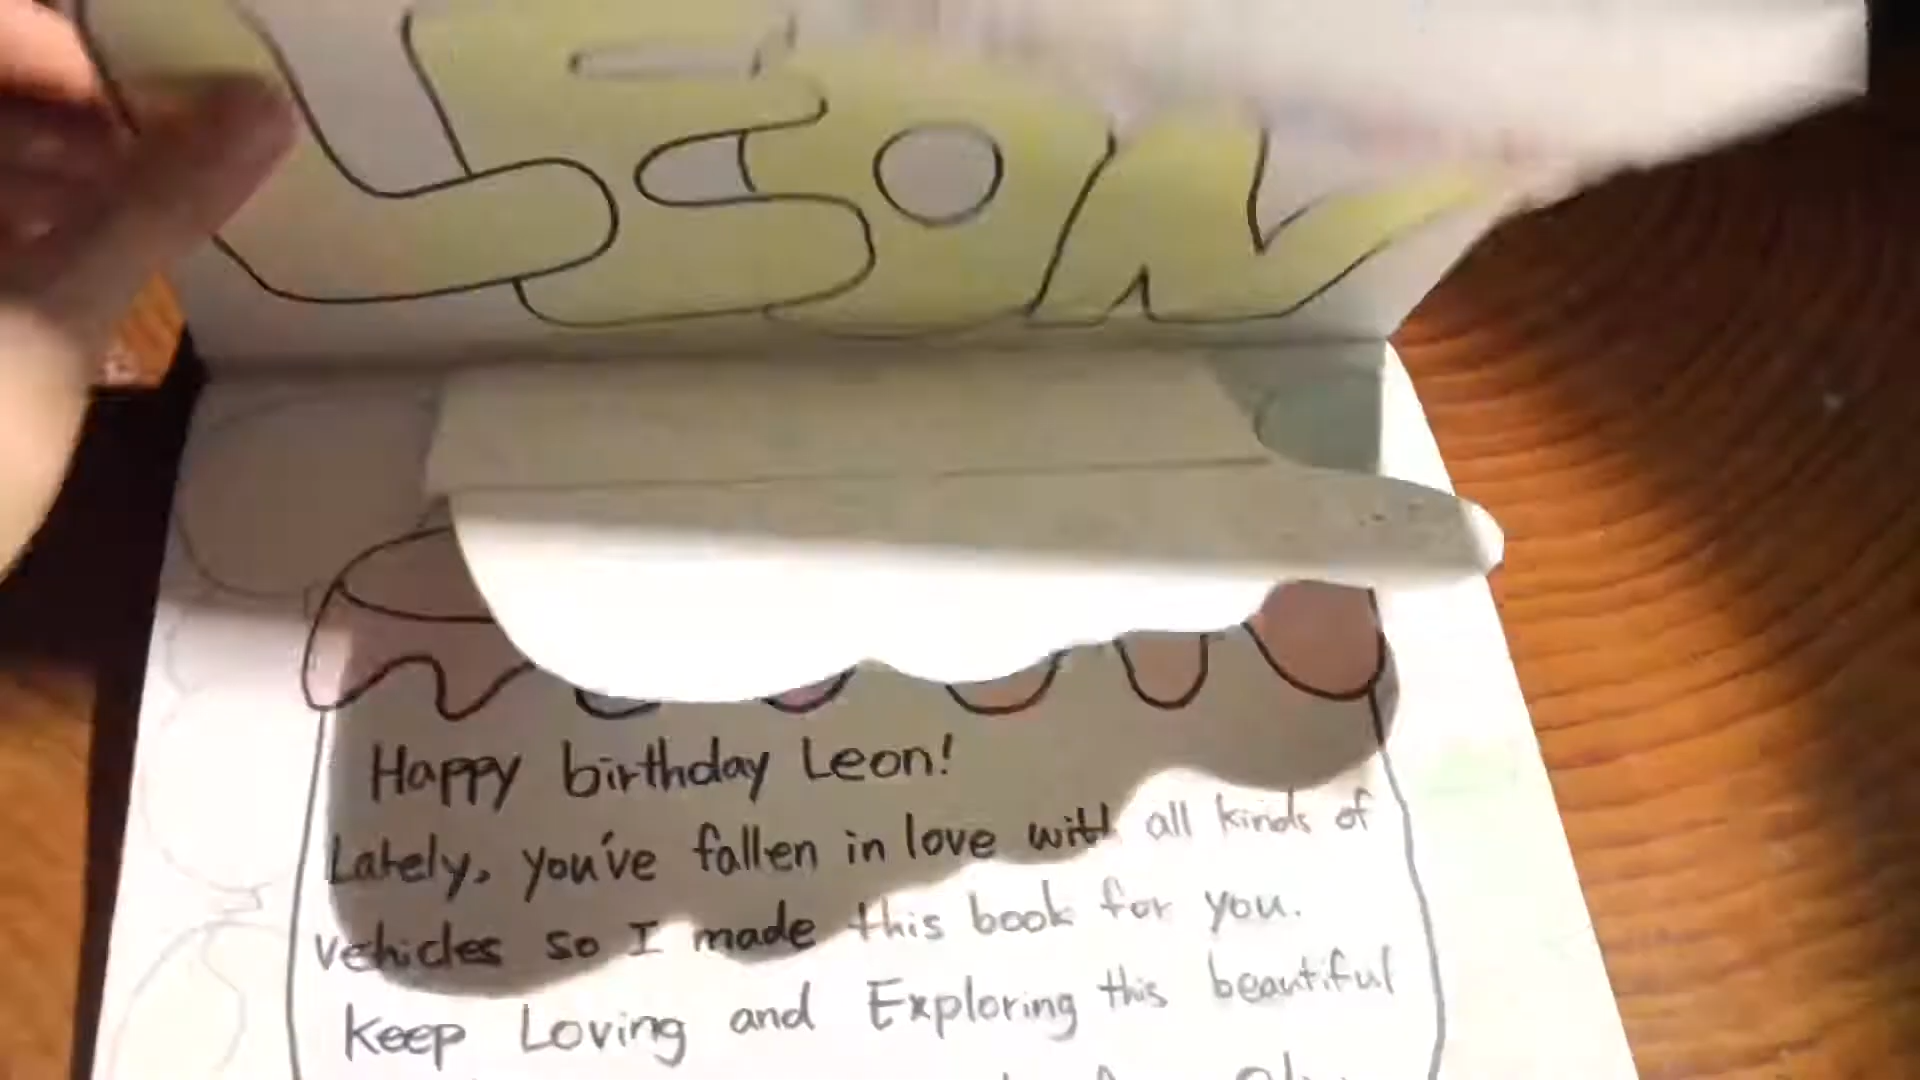 LEON
Happy birthday Leon!
Lately, you've fallen in love with all kinds of
vehicles so I made this book for you.
Keep Loving and Exploring this beautiful